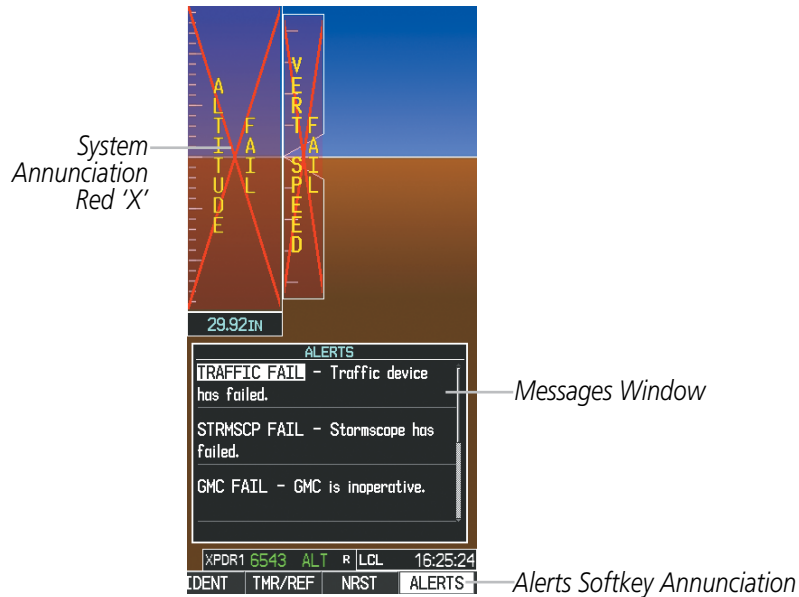 ALTITUDE
FAIL
VERT SPEED
FAIL
System
Annunciation
Red ‘X’
29.92IN
ALERTS
TRAFFIC FAIL – Traffic device
has failed.
STRMSCP FAIL – Stormscope has
failed.
GMC FAIL – GMC is inoperative.
Messages Window
XPDR1 6543 ALT R LCL 16:25:24
IDENT TMR/REF NRST ALERTS
Alerts Softkey Annunciation